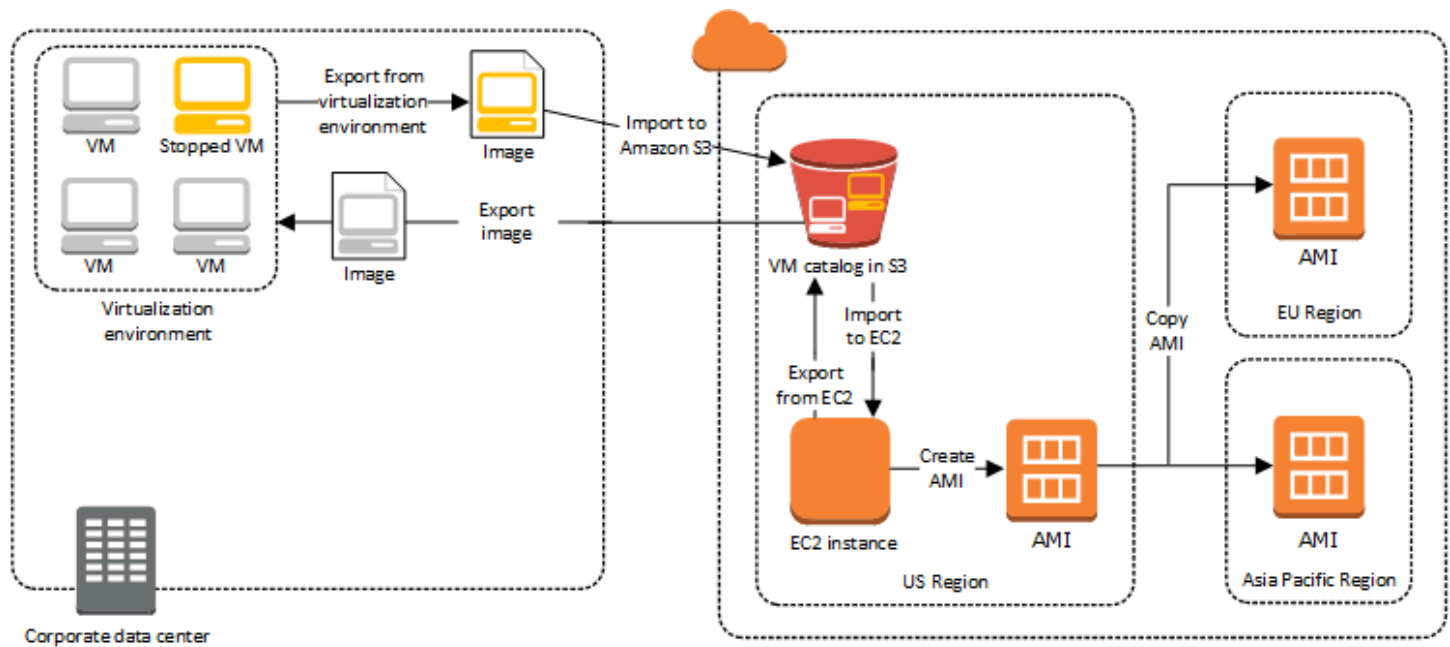 VM
Stopped VM
VM
VM
Virtualization
environment
Export from
virtualization
environment
Image
Import to
Amazon S3
Export
image
Image
Corporate data center
VM catalog in S3
Import
to EC2
Export
from EC2
EC2 instance
Create
AMI
AMI
US Region
Copy
AMI
AMI
EU Region
AMI
Asia Pacific Region